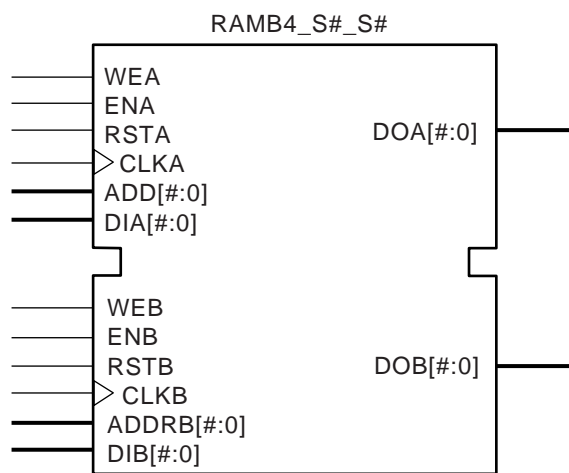 RAMB4_S#_S#
WEA
ENA
RSTA
CLKA
ADD[#:0]
DIA[#:0]
DOA[#:0]
WEB
ENB
RSTB
CLKB
ADDRB[#:0]
DIB[#:0]
DOB[#:0]